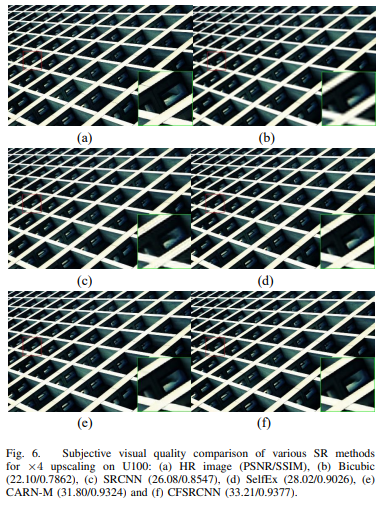 (a) (b)
(c) (d)
(e) (f)
Fig. 6. Subjective visual quality comparison of various SR methods
for ×4 upscaling on U100: (a) HR image (PSNR/SSIM), (b) Bicubic
(22.10/0.7862), (c) SRCNN (26.08/0.8547), (d) SelfEx (28.02/0.9026), (e)
CARN-M (31.80/0.9324) and (f) CFSRCNN (33.21/0.9377).